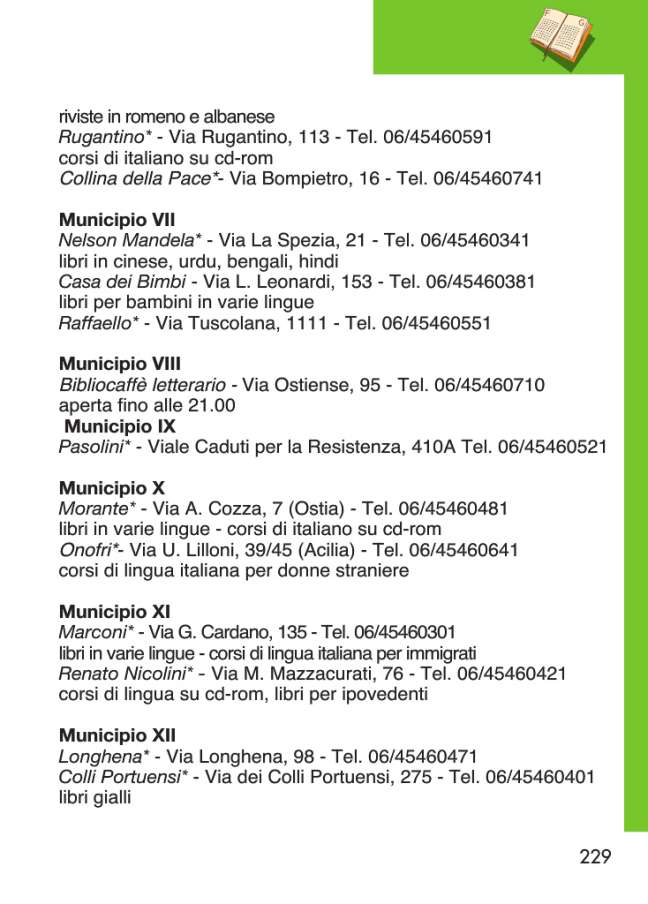 riviste in romeno e albanese
Rugantino* - Via Rugantino, 113 - Tel. 06/45460591
corsi di italiano su cd-rom
Collina della Pace*- Via Bompietro, 16 - Tel. 06/45460741
Municipio VII
Nelson Mandela* - Via La Spezia, 21 - Tel. 06/45460341
libri in cinese, urdu, bengali, hindi
Casa dei Bimbi - Via L. Leonardi, 153 - Tel. 06/45460381
libri per bambini in varie lingue
Raffaello* - Via Tuscolana, 1111 - Tel. 06/45460551
Municipio VIII
Bibliocaffè letterario - Via Ostiense, 95 - Tel. 06/45460710
aperta fino alle 21.00
Municipio IX
Pasolini* - Viale Caduti per la Resistenza, 410A Tel. 06/45460521
Municipio X
Morante* - Via A. Cozza, 7 (Ostia) - Tel. 06/45460481
libri in varie lingue - corsi di italiano su cd-rom
Onofri*- Via U. Lilloni, 39/45 (Acilia) - Tel. 06/45460641
corsi di lingua italiana per donne straniere
Municipio XI
Marconi* - Via G. Cardano, 135 - Tel. 06/45460301
libri in varie lingue - corsi di lingua italiana per immigrati
Renato Nicolini* - Via M. Mazzacurati, 76 - Tel. 06/45460421
corsi di lingua su cd-rom, libri per ipovedenti
Municipio XII
Longhena* - Via Longhena, 98 - Tel. 06/45460471
Colli Portuensi* - Via dei Colli Portuensi, 275 - Tel. 06/45460401
libri gialli
229